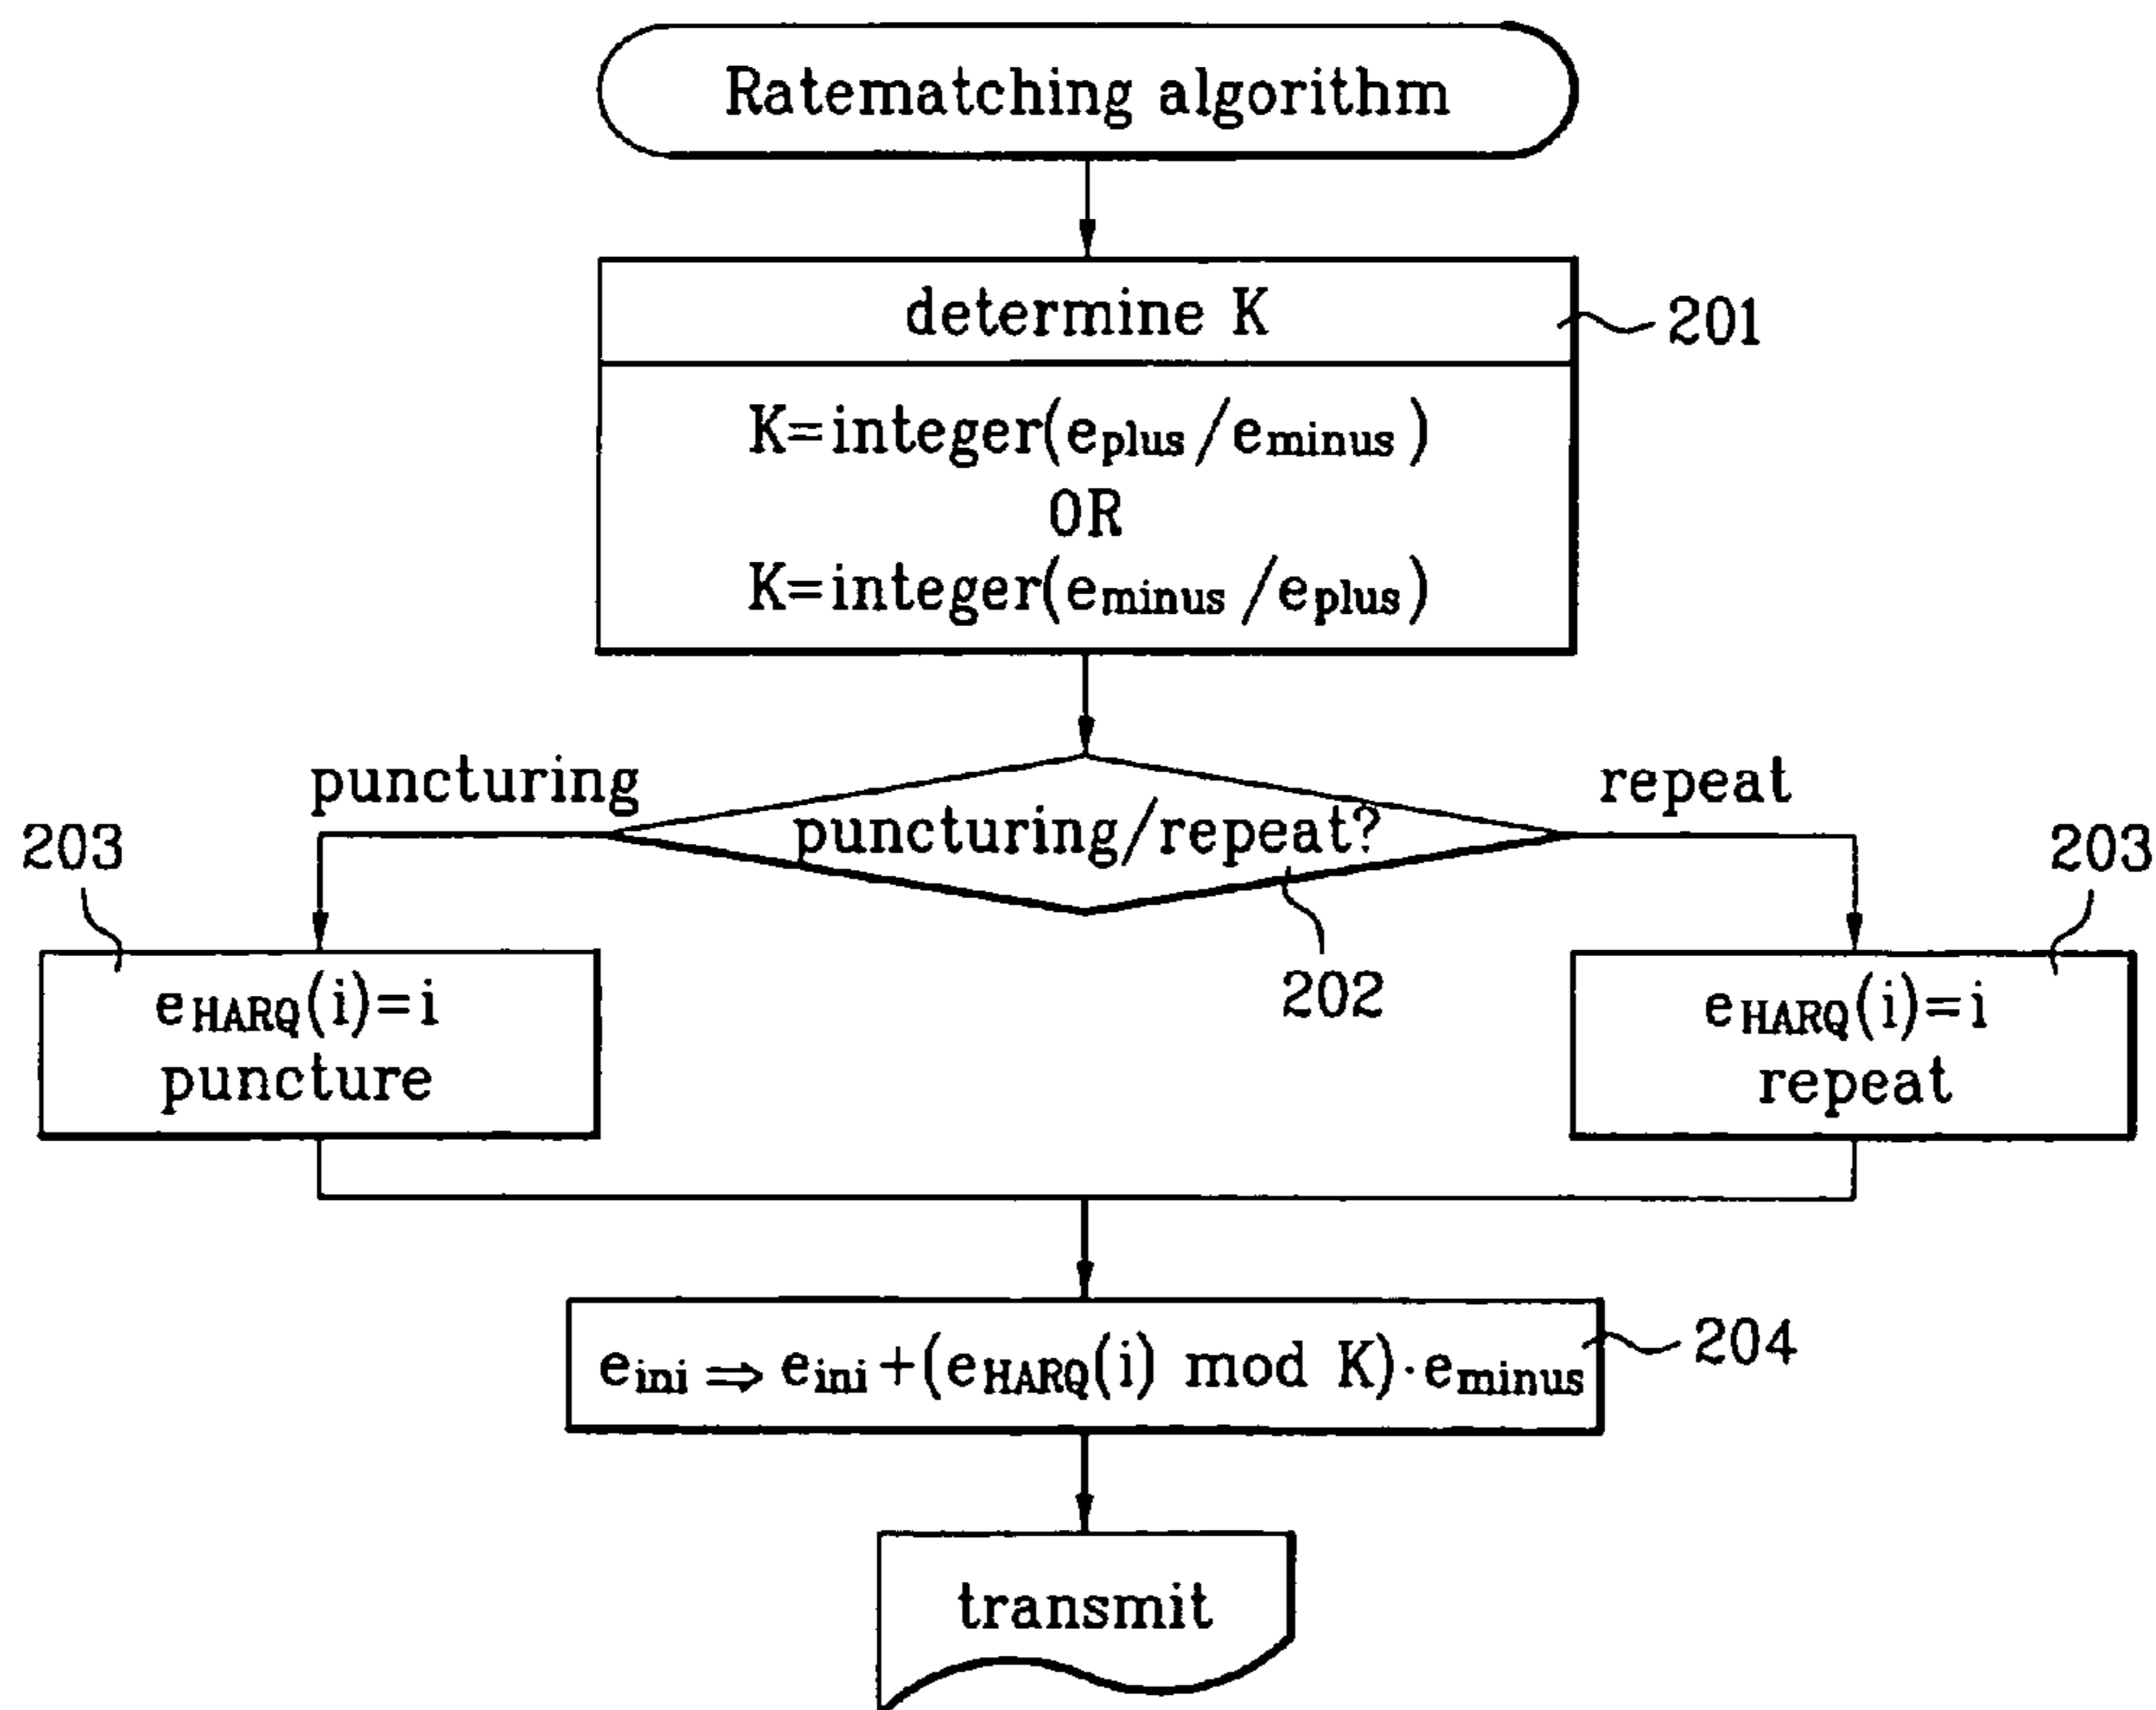 Ratematching algorithm
determine K
201
K=integer(eplus/eminus)
OR
K=integer(eminus/eplus)
puncturing
puncturing/repeat?
repeat
203
203
202
eHARQ(i)=i
puncture
eHARQ(i)=i
repeat
eini⇒eini+(eHARQ(i) mod K)·eminus
204
transmit